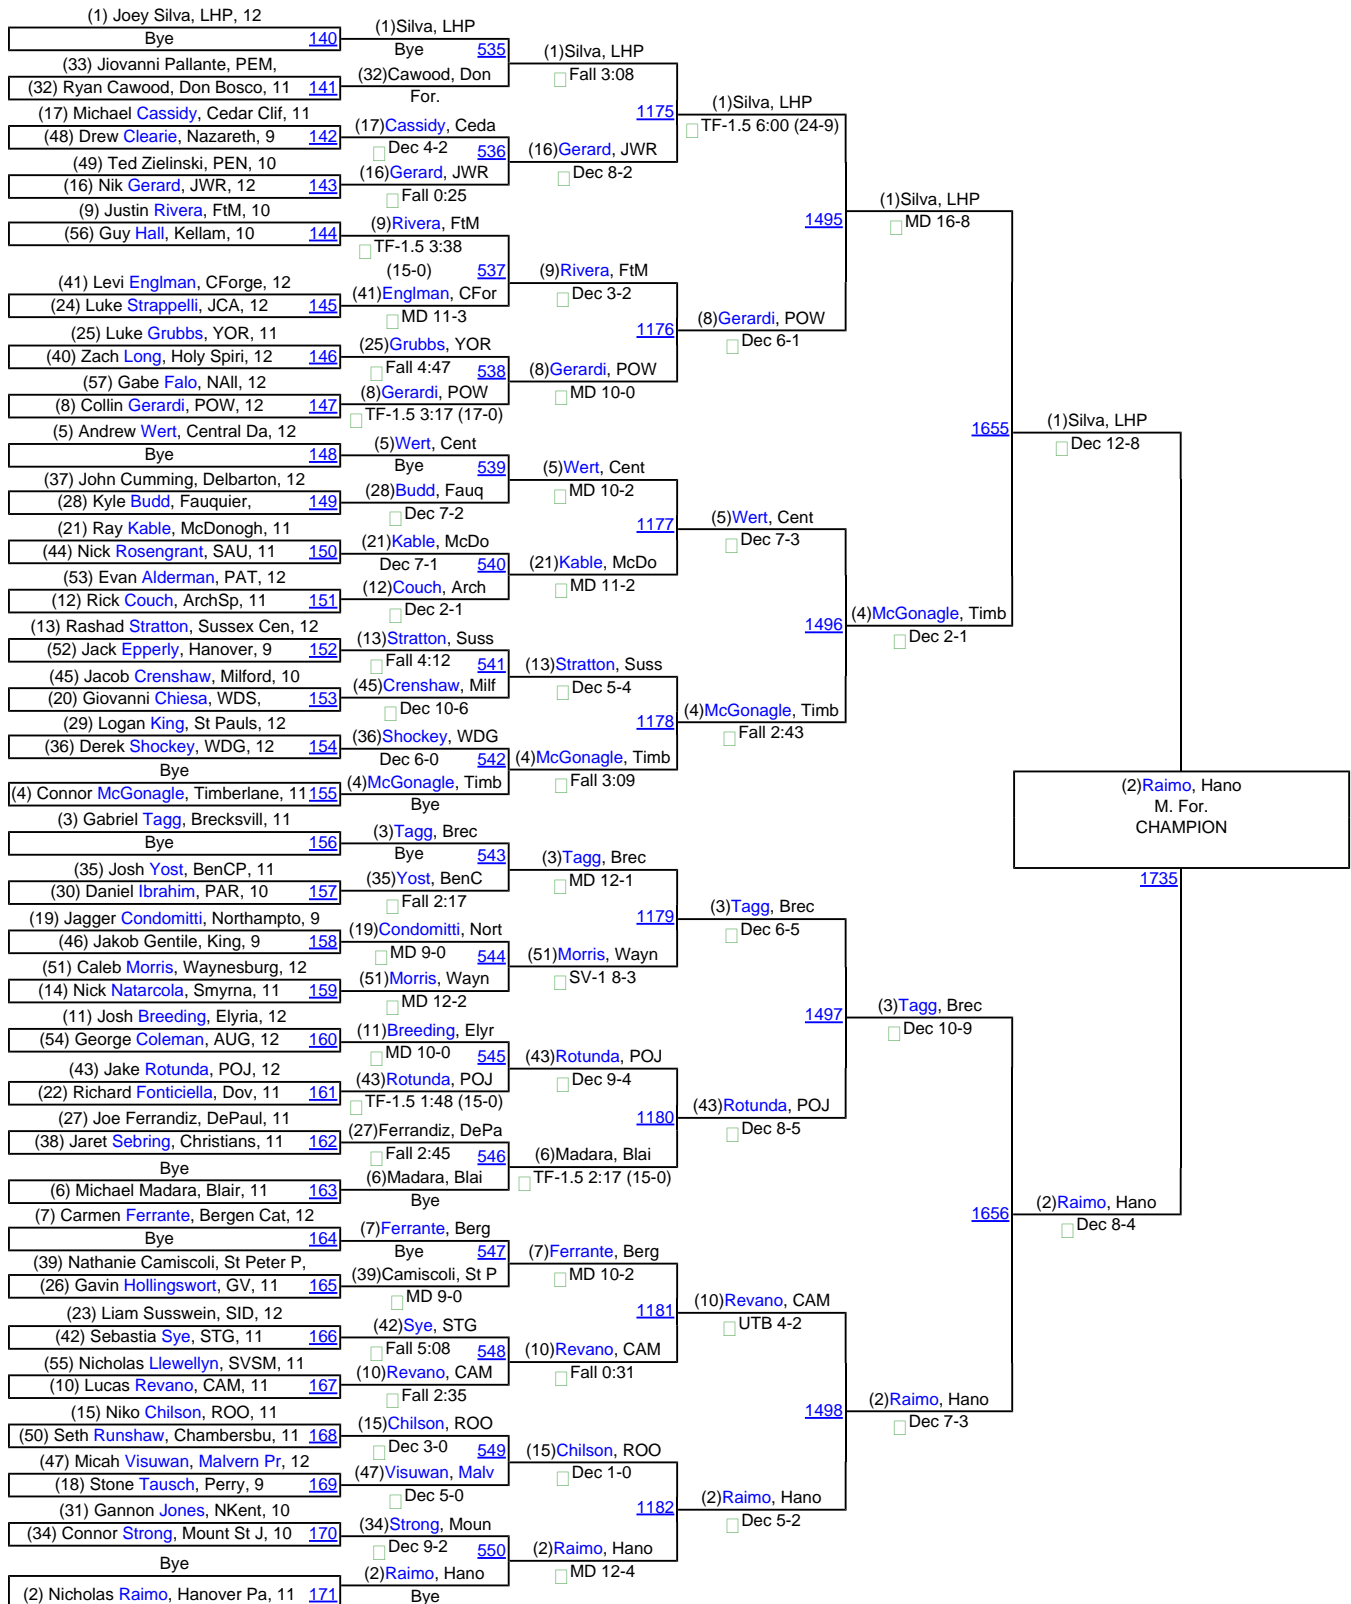 (1) Joey Silva, LHP, 12
Bye 140
(33) Jiovanni Pallante, PEM,
(32) Ryan Cawood, Don Bosco, 11 141
(17) Michael Cassidy, Cedar Clif, 11
(48) Drew Clearie, Nazareth, 9 142
(49) Ted Zielinski, PEN, 10
(16) Nik Gerard, JWR, 12 143
(9) Justin Rivera, FtM, 10
(56) Guy Hall, Kellam, 10 144
(41) Levi Englman, CForge, 12
(24) Luke Strappelli, JCA, 12 145
(25) Luke Grubbs, YOR, 11
(40) Zach Long, Holy Spiri, 12 146
(57) Gabe Falo, NAll, 12
(8) Collin Gerardi, POW, 12 147
(5) Andrew Wert, Central Da, 12
Bye 148
(37) John Cumming, Delbarton, 12
(28) Kyle Budd, Fauquier, 149
(21) Ray Kable, McDonogh, 11
(44) Nick Rosengrant, SAU, 11 150
(53) Evan Alderman, PAT, 12
(12) Rick Couch, ArchSp, 11 151
(13) Rashad Stratton, Sussex Cen, 12
(52) Jack Epperly, Hanover, 9 152
(45) Jacob Crenshaw, Milford, 10
(20) Giovanni Chiesa, WDS, 153
(29) Logan King, St Pauls, 12
(36) Derek Shockey, WDG, 12 154
Bye
(4) Connor McGonagle, Timberlane, 11 155
(3) Gabriel Tagg, Brecksvill, 11
Bye 156
(35) Josh Yost, BenCP, 11
(30) Daniel Ibrahim, PAR, 10 157
(19) Jagger Condomitti, Northampto, 9
(46) Jakob Gentile, King, 9 158
(51) Caleb Morris, Waynesburg, 12
(14) Nick Natarcola, Smyrna, 11 159
(11) Josh Breeding, Elyria, 12
(54) George Coleman, AUG, 12 160
(43) Jake Rotunda, POJ, 12
(22) Richard Fonticiella, Dov, 11 161
(27) Joe Ferrandiz, DePaul, 11
(38) Jaret Sebring, Christians, 11 162
Bye
(6) Michael Madara, Blair, 11 163
(7) Carmen Ferrante, Bergen Cat, 12
Bye 164
(39) Nathanie Camiscoli, St Peter P,
(26) Gavin Hollingswort, GV, 11 165
(23) Liam Susswein, SID, 12
(42) Sebastia Sye, STG, 11 166
(55) Nicholas Llewellyn, SVSM, 11
(10) Lucas Revano, CAM, 11 167
(15) Niko Chilson, ROO, 11
(50) Seth Runshaw, Chambersbu, 11 168
(47) Micah Visuwan, Malvern Pr, 12
(18) Stone Tausch, Perry, 9 169
(31) Gannon Jones, NKent, 10
(34) Connor Strong, Mount St J, 10 170
Bye
(2) Nicholas Raimo, Hanover Pa, 11 171
(1)Silva, LHP
Bye 535
(32)Cawood, Don
For.
(17)Cassidy, Ceda
Dec 4-2 536
(16)Gerard, JWR
Fall 0:25
(9)Rivera, FtM
TF-1.5 3:38
(15-0) 537
(41)Englman, CFor
MD 11-3
(25)Grubbs, YOR
Fall 4:47 538
(8)Gerardi, POW
TF-1.5 3:17 (17-0)
(5)Wert, Cent
Bye 539
(28)Budd, Fauq
Dec 7-2
(21)Kable, McDo
Dec 7-1 540
(12)Couch, Arch
Dec 2-1
(13)Stratton, Suss
Fall 4:12 541
(45)Crenshaw, Milf
Dec 10-6
(36)Shockey, WDG
Dec 6-0 542
(4)McGonagle, Timb
Bye
(3)Tagg, Brec
Bye 543
(35)Yost, BenC
Fall 2:17
(19)Condomitti, Nort
MD 9-0 544
(51)Morris, Wayn
MD 12-2
(11)Breeding, Elyr
MD 10-0 545
(43)Rotunda, POJ
TF-1.5 1:48 (15-0)
(27)Ferrandiz, DePa
Fall 2:45 546
(6)Madara, Blai
Bye
(7)Ferrante, Berg
Bye 547
(39)Camiscoli, St P
MD 9-0
(42)Sye, STG
Fall 5:08 548
(10)Revano, CAM
Fall 2:35
(15)Chilson, ROO
Dec 3-0 549
(47)Visuwan, Malv
Dec 5-0
(34)Strong, Moun
Dec 9-2 550
(2)Raimo, Hano
Bye
(1)Silva, LHP
Fall 3:08
1175
(16)Gerard, JWR
Dec 8-2
(9)Rivera, FtM
Dec 3-2
1176
(8)Gerardi, POW
MD 10-0
(5)Wert, Cent
MD 10-2
1177
(21)Kable, McDo
MD 11-2
(13)Stratton, Suss
Dec 5-4
1178
(4)McGonagle, Timb
Fall 3:09
(3)Tagg, Brec
MD 12-1
1179
(51)Morris, Wayn
SV-1 8-3
(43)Rotunda, POJ
Dec 9-4
1180
(6)Madara, Blai
TF-1.5 2:17 (15-0)
(7)Ferrante, Berg
MD 10-2
1181
(10)Revano, CAM
Fall 0:31
(15)Chilson, ROO
Dec 1-0
1182
(2)Raimo, Hano
MD 12-4
(1)Silva, LHP
TF-1.5 6:00 (24-9)
1495
(8)Gerardi, POW
Dec 6-1
(5)Wert, Cent
Dec 7-3
1496
(4)McGonagle, Timb
Fall 2:43
(3)Tagg, Brec
Dec 6-5
1497
(43)Rotunda, POJ
Dec 8-5
(10)Revano, CAM
UTB 4-2
1498
(2)Raimo, Hano
Dec 5-2
(1)Silva, LHP
MD 16-8
1655
(4)McGonagle, Timb
Dec 2-1
(3)Tagg, Brec
Dec 10-9
1656
(2)Raimo, Hano
Dec 7-3
(1)Silva, LHP
Dec 12-8
(2)Raimo, Hano
M. For.
CHAMPION
1735
(2)Raimo, Hano
Dec 8-4